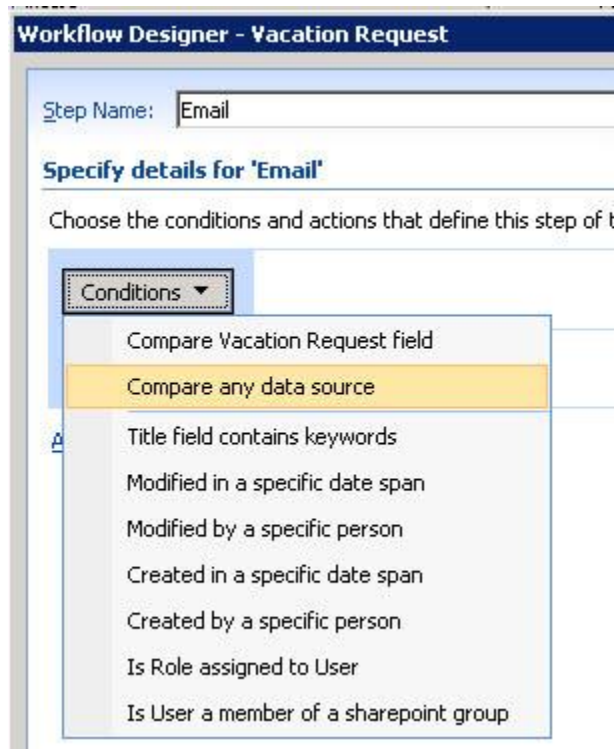 Workflow Designer - Vacation Request
Step Name: Email
Specify details for 'Email'
Choose the conditions and actions that define this step of
Conditions
Compare Vacation Request field
Compare any data source
Title field contains keywords
Modified in a specific date span
Modified by a specific person
Created in a specific date span
Created by a specific person
Is Role assigned to User
Is User a member of a sharepoint group